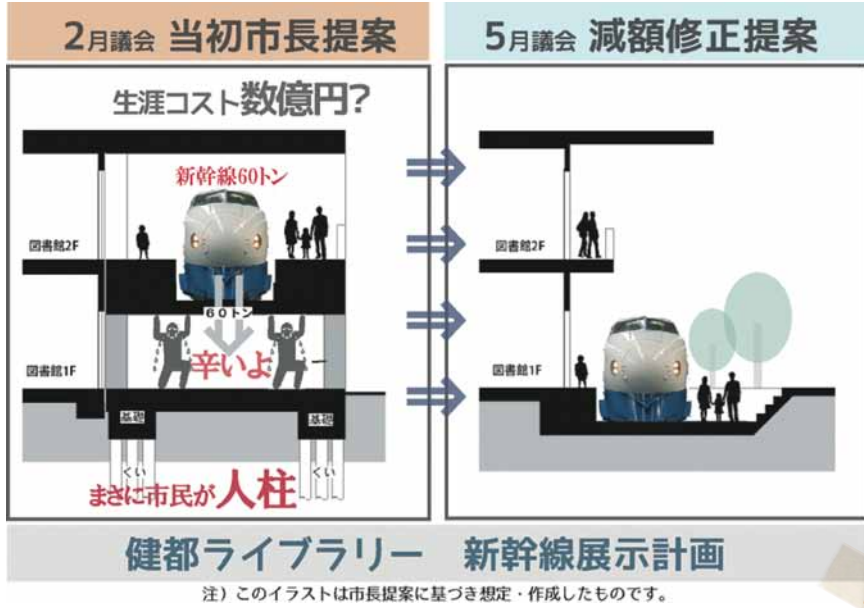 2月議会 当初市長提案
5月議会 減額修正提案
生涯コスト数億円?
新幹線60トン
図書館2F
60トン
辛いよ
図書館1F
基礎
基礎
くい
くい
まさに市民が人柱
図書館2F
図書館1F
健都ライブラリー 新幹線展示計画
注）このイラストは市長提案に基づき想定・作成したものです。